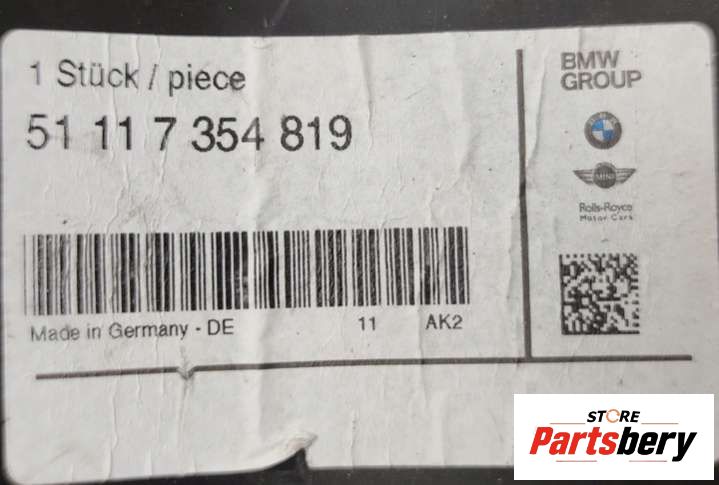 1 Stück / piece
51 11 7 354 819
Made in Germany - DE 11 AK2
BMW
GROUP
MINI
Rolls-Royce
Motor Cars
STORE
Partsbery